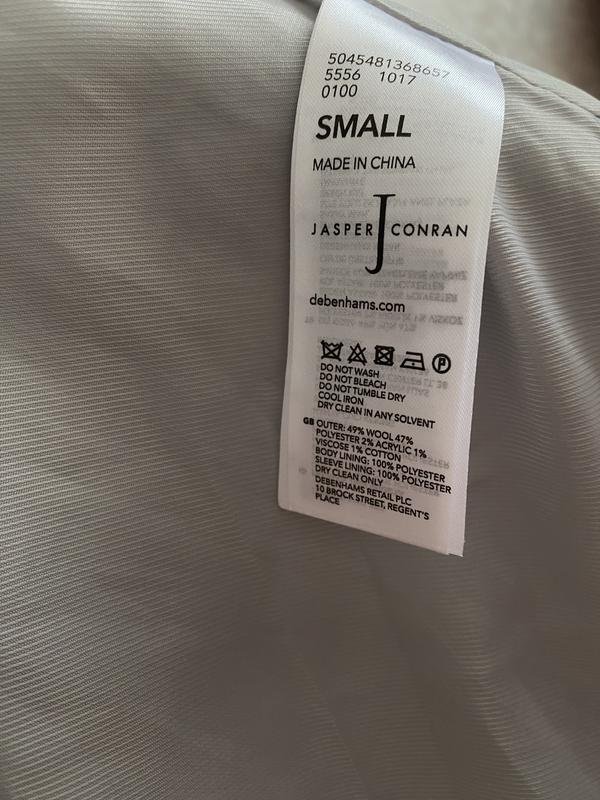 5045481368657
5556 1017
0100
SMALL
MADE IN CHINA
JASPER J CONRAN
debenhams.com
DO NOT WASH
DO NOT BLEACH
DO NOT TUMBLE DRY
COOL IRON
DRY CLEAN IN ANY SOLVENT
GB OUTER: 49% WOOL 47%
POLYESTER 2% ACRYLIC 1%
VISCOSE 1% COTTON
BODY LINING: 100% POLYESTER
SLEEVE LINING: 100% POLYESTER
DRY CLEAN ONLY
DEBENHAMS RETAIL PLC
10 BROCK STREET, REGENT'S
PLACE